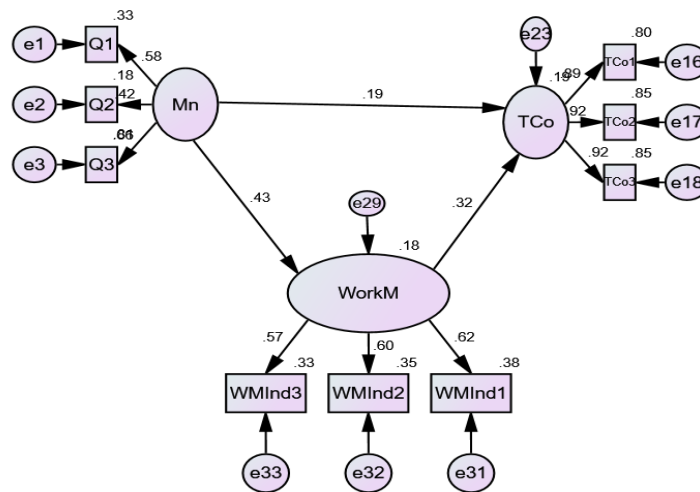 .33
e1
Q1
.58
.18
e2
Q2
.42
Mn
e3
Q3
.19
e23
.19
TCo
.80
.89
TCo1
e16
.85
.92
TCo2
e17
.85
.92
TCo3
e18
.43
e29
.32
.18
WorkM
.57
.60
.62
.33
.35
.38
WMInd3
WMInd2
WMInd1
e33
e32
e31